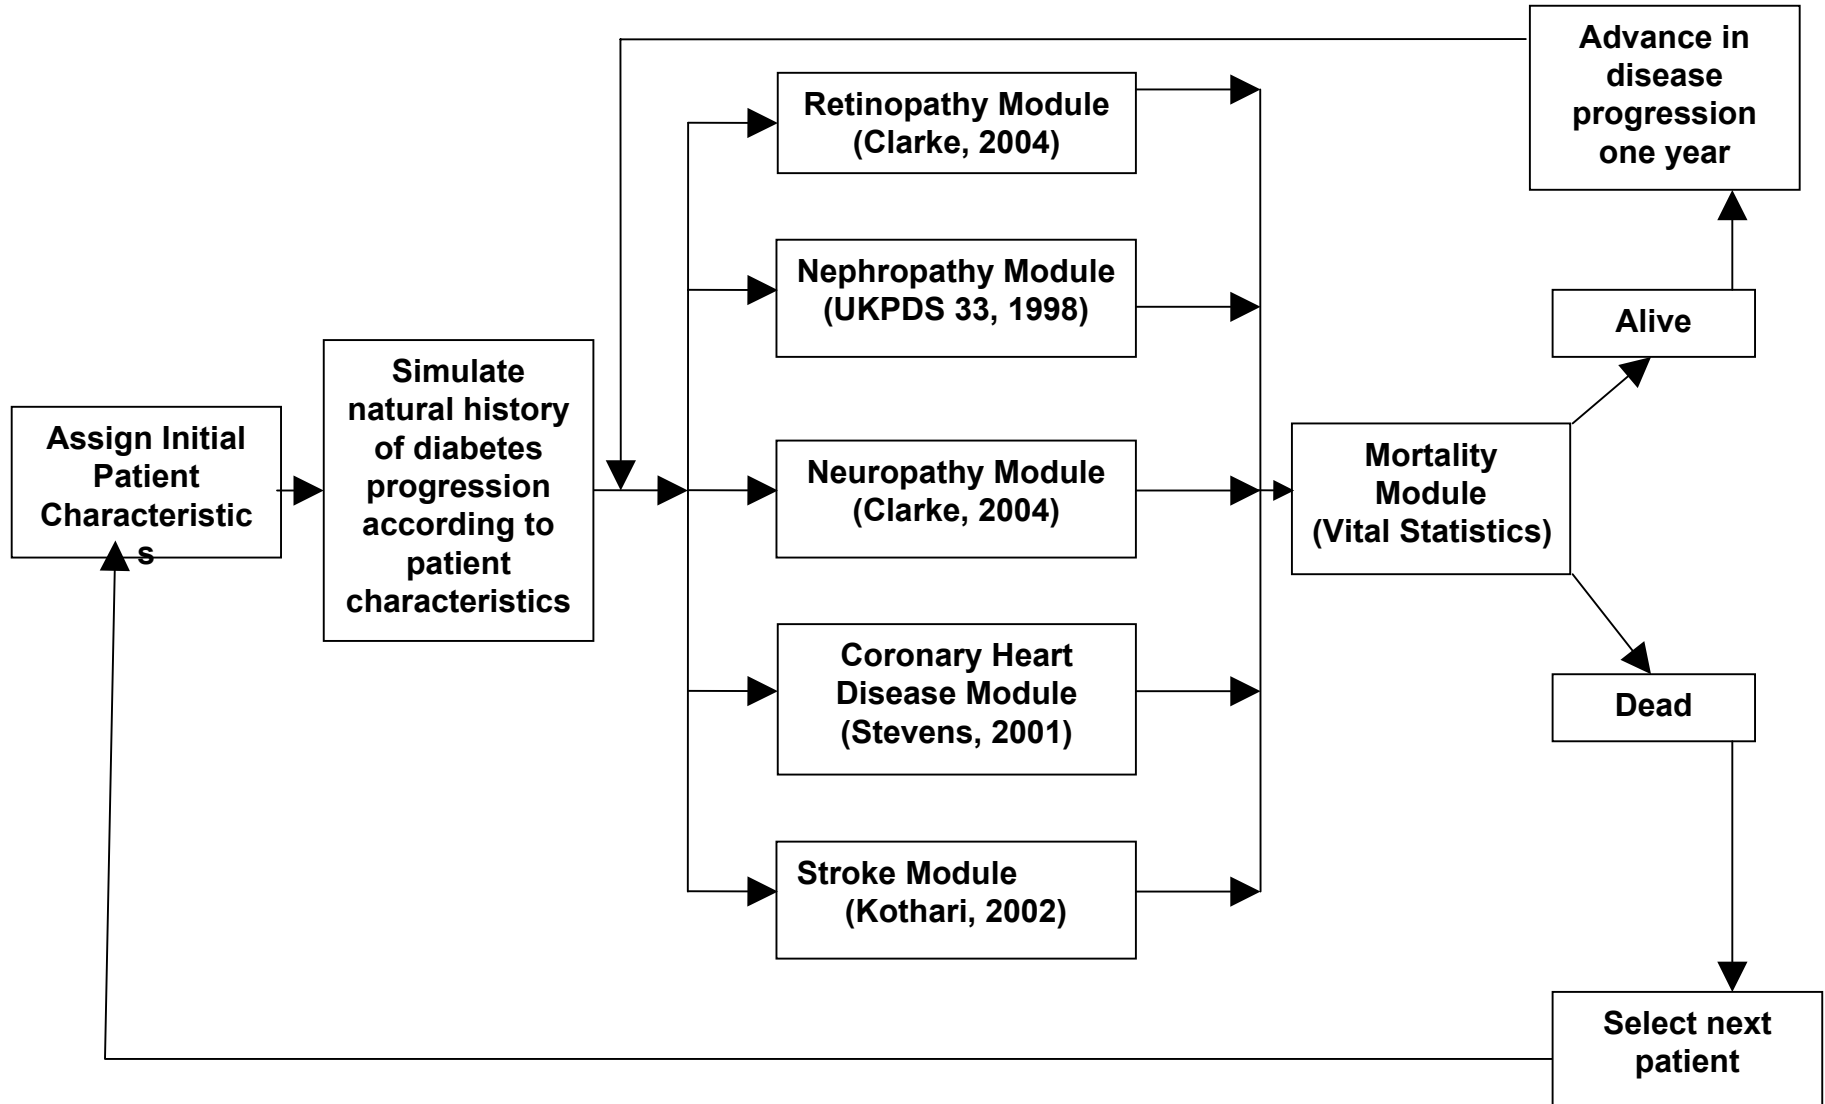 Assign Initial
Patient
Characteristic
s
Simulate
natural history
of diabetes
progression
according to
patient
characteristics
Retinopathy Module
(Clarke, 2004)
Nephropathy Module
(UKPDS 33, 1998)
Neuropathy Module
(Clarke, 2004)
Coronary Heart
Disease Module
(Stevens, 2001)
Stroke Module
(Kothari, 2002)
Mortality
Module
(Vital Statistics)
Advance in
disease
progression
one year
Alive
Dead
Select next
patient